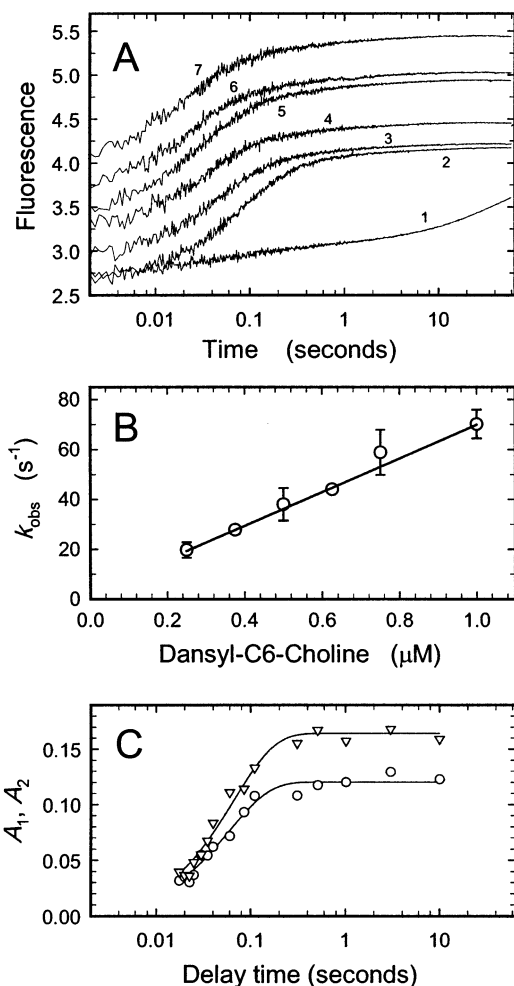 A
5.5
5.0
4.5
4.0
3.5
3.0
2.5
Fluorescence
7
6
5
4
3
2
1
0.01 0.1 1 10
Time (seconds)
B
80
60
40
20
0
kobs (s-1)
0.0 0.2 0.4 0.6 0.8 1.0
Dansyl-C6-Choline (μM)
C
0.15
0.10
0.05
0.00
A1, A2
0.01 0.1 1 10
Delay time (seconds)